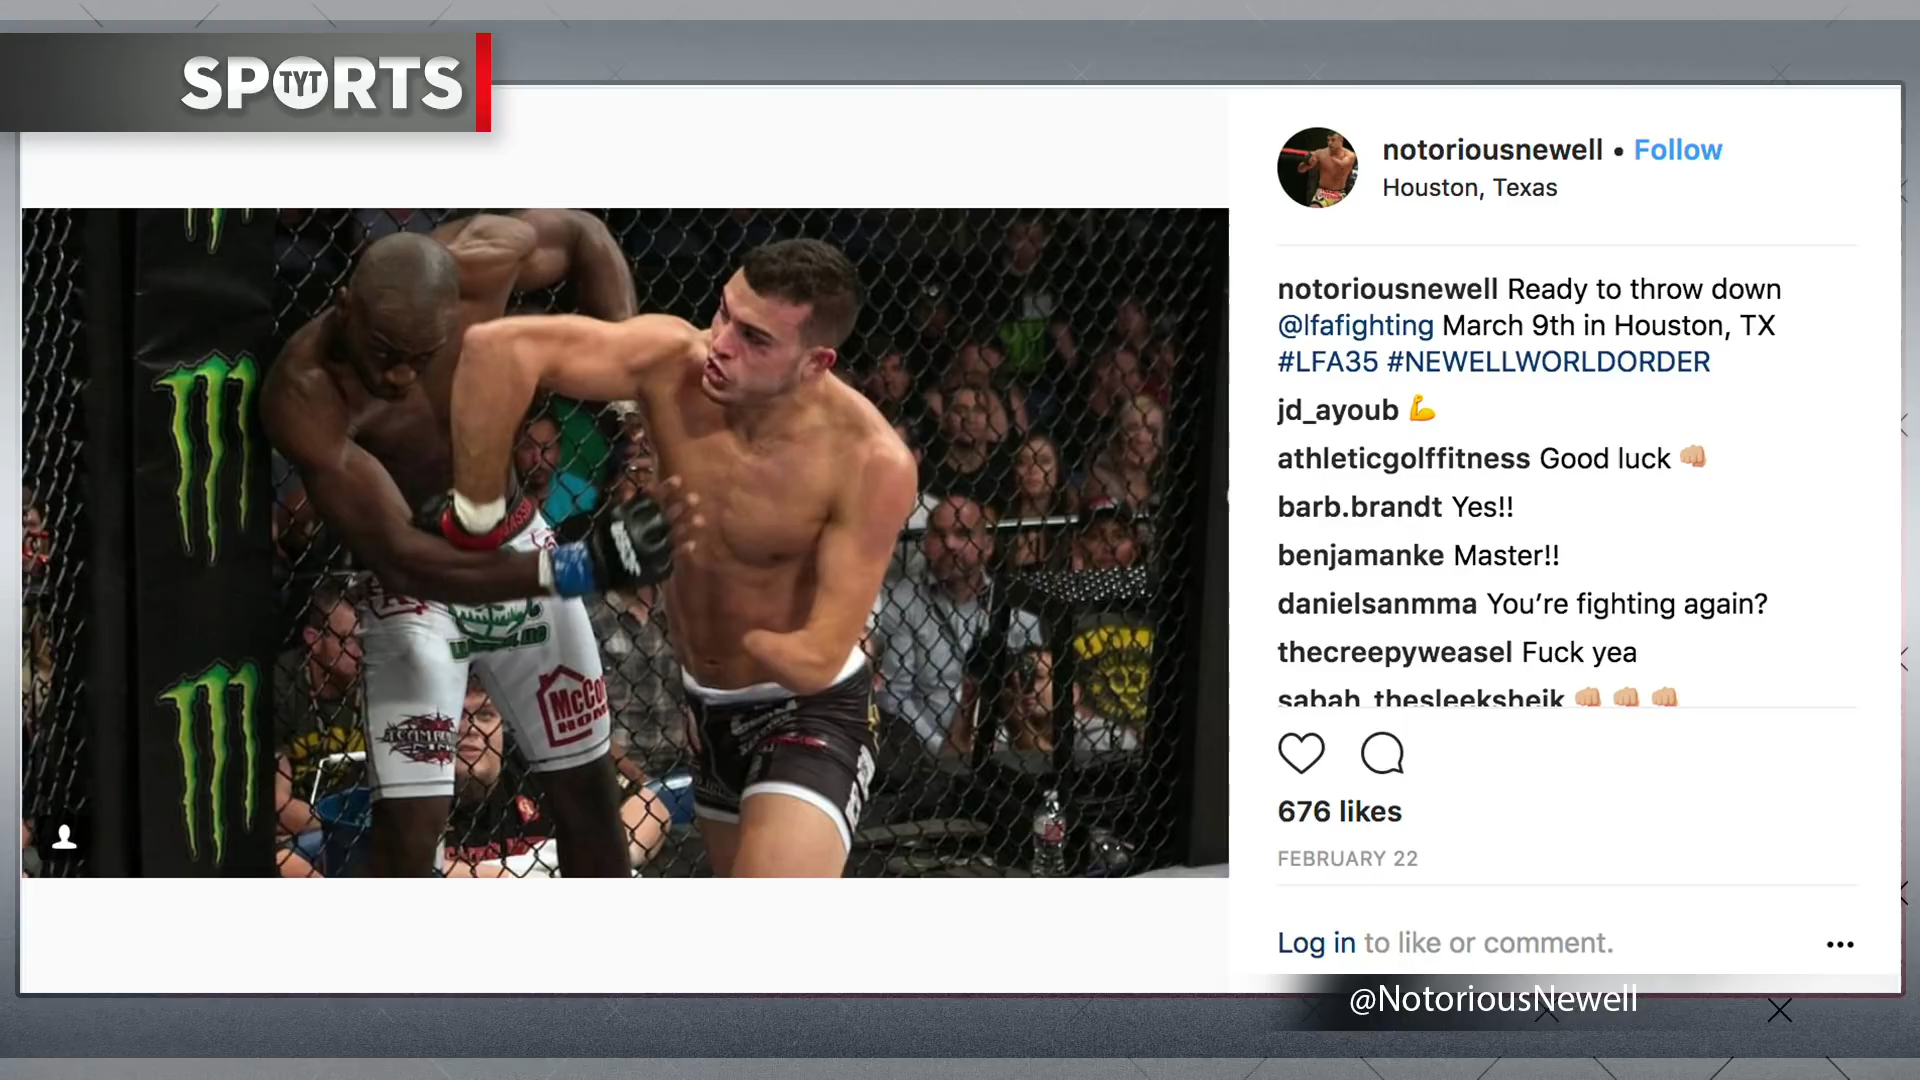 SPORTS
TYT
notoriousnewell • Follow
Houston, Texas
notoriousnewell Ready to throw down
@lfafighting March 9th in Houston, TX
#LFA35 #NEWELLWORLDORDER
jd_ayoub 💪
athleticgolffitness Good luck 👊🏼
barb.brandt Yes!!
benjamanke Master!!
danielsanmma You’re fighting again?
thecreepyweasel Fuck yea
sabah_thesleeksheik 👊🏼 👊🏼 👊🏼
676 likes
FEBRUARY 22
Log in to like or comment.
@NotoriousNewell